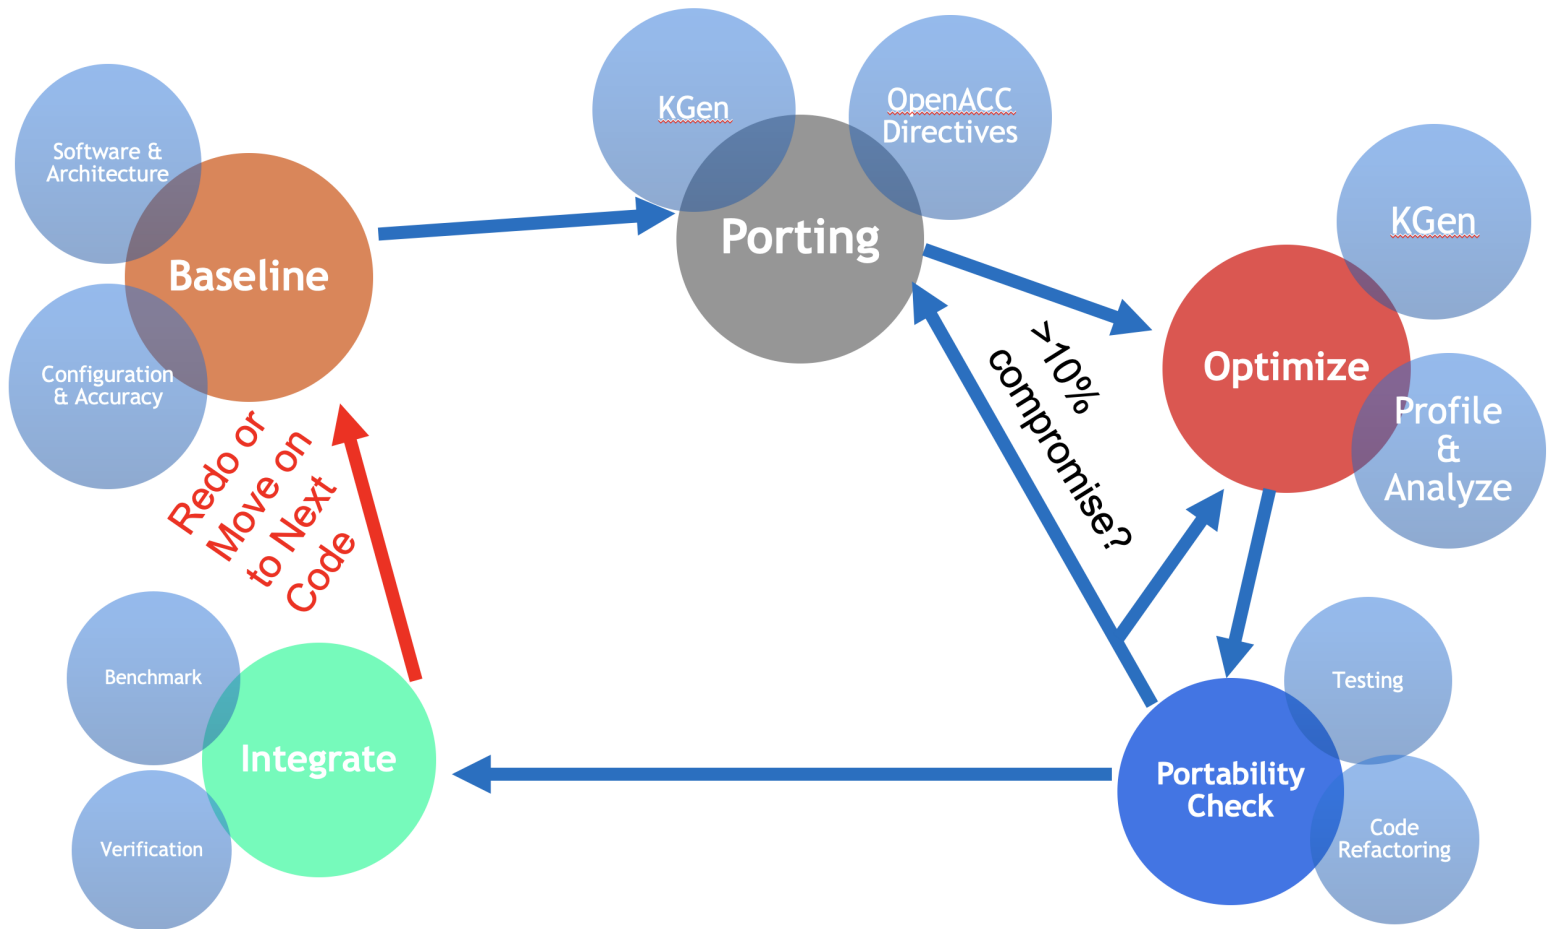 Software &
Architecture
Baseline
Configuration
& Accuracy
KGen
OpenACC
Directives
Porting
KGen
Optimize
Profile
&
Analyze
>10%
compromise?
Testing
Portability
Check
Code
Refactoring
Integrate
Benchmark
Verification
Redo or
Move on
to Next
Code